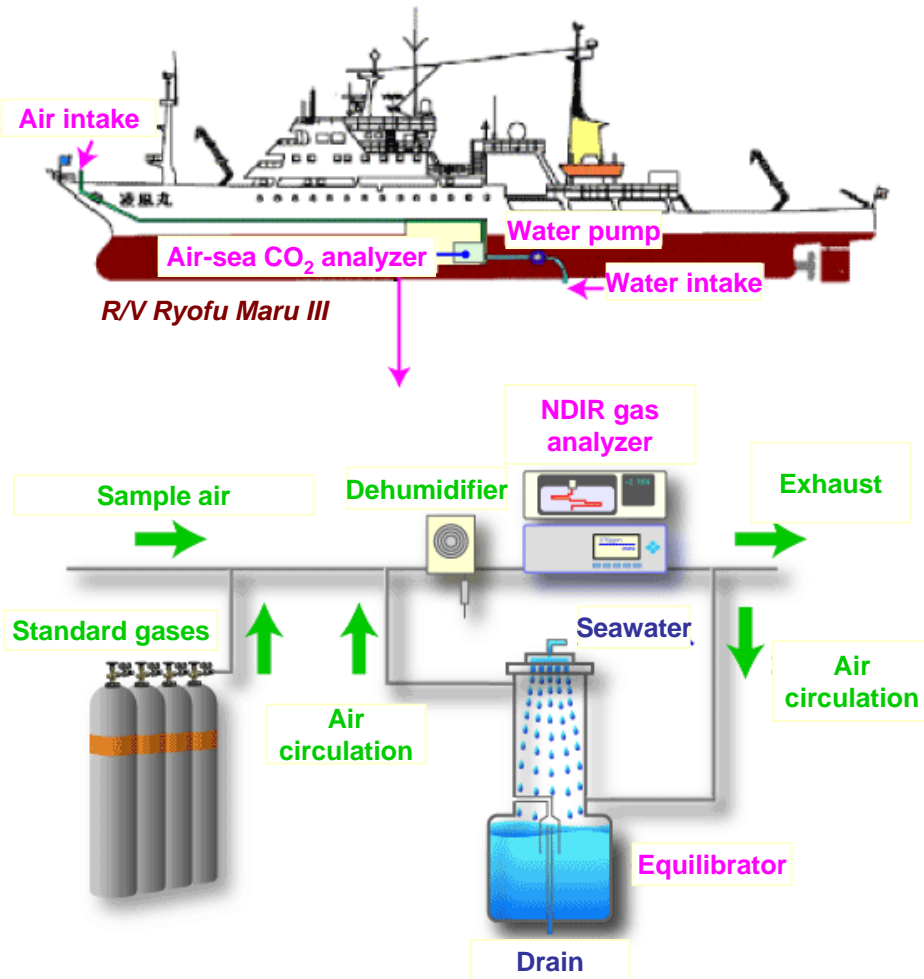 Air intake
凌風丸
Water pump
Air-sea CO₂ analyzer
Water intake
R/V Ryofu Maru III
NDIR gas
analyzer
Sample air
Dehumidifier
Exhaust
Standard gases
Seawater
Air
circulation
Air
circulation
Equilibrator
Drain